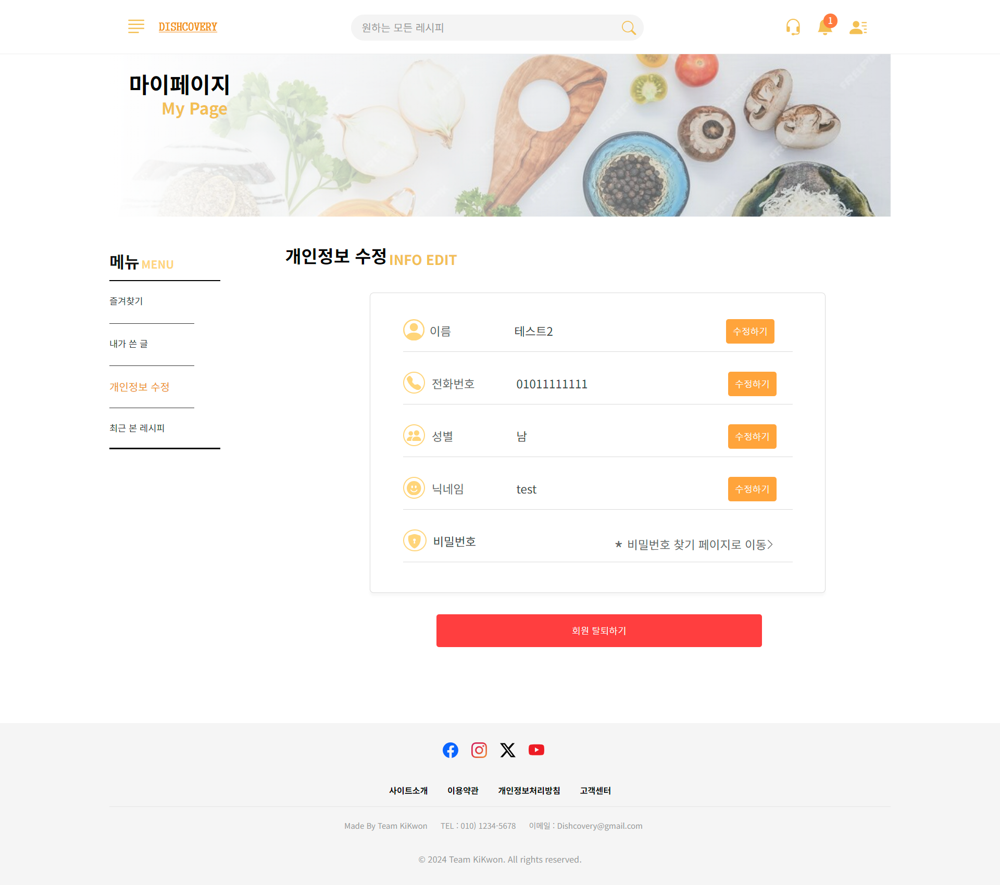 DISHCOVERY
원하는 모든 레시피
1
마이페이지
My Page
메뉴 MENU
즐겨찾기
내가 쓴 글
개인정보 수정
최근 본 레시피
개인정보 수정 INFO EDIT
이름 테스트2 수정하기
전화번호 01011111111 수정하기
성별 남 수정하기
닉네임 test 수정하기
비밀번호 * 비밀번호 찾기 페이지로 이동>
회원 탈퇴하기
사이트소개 이용약관 개인정보처리방침 고객센터
Made By Team KiKwon TEL : 010) 1234-5678 이메일 : Dishcovery@gmail.com
© 2024 Team KiKwon. All rights reserved.